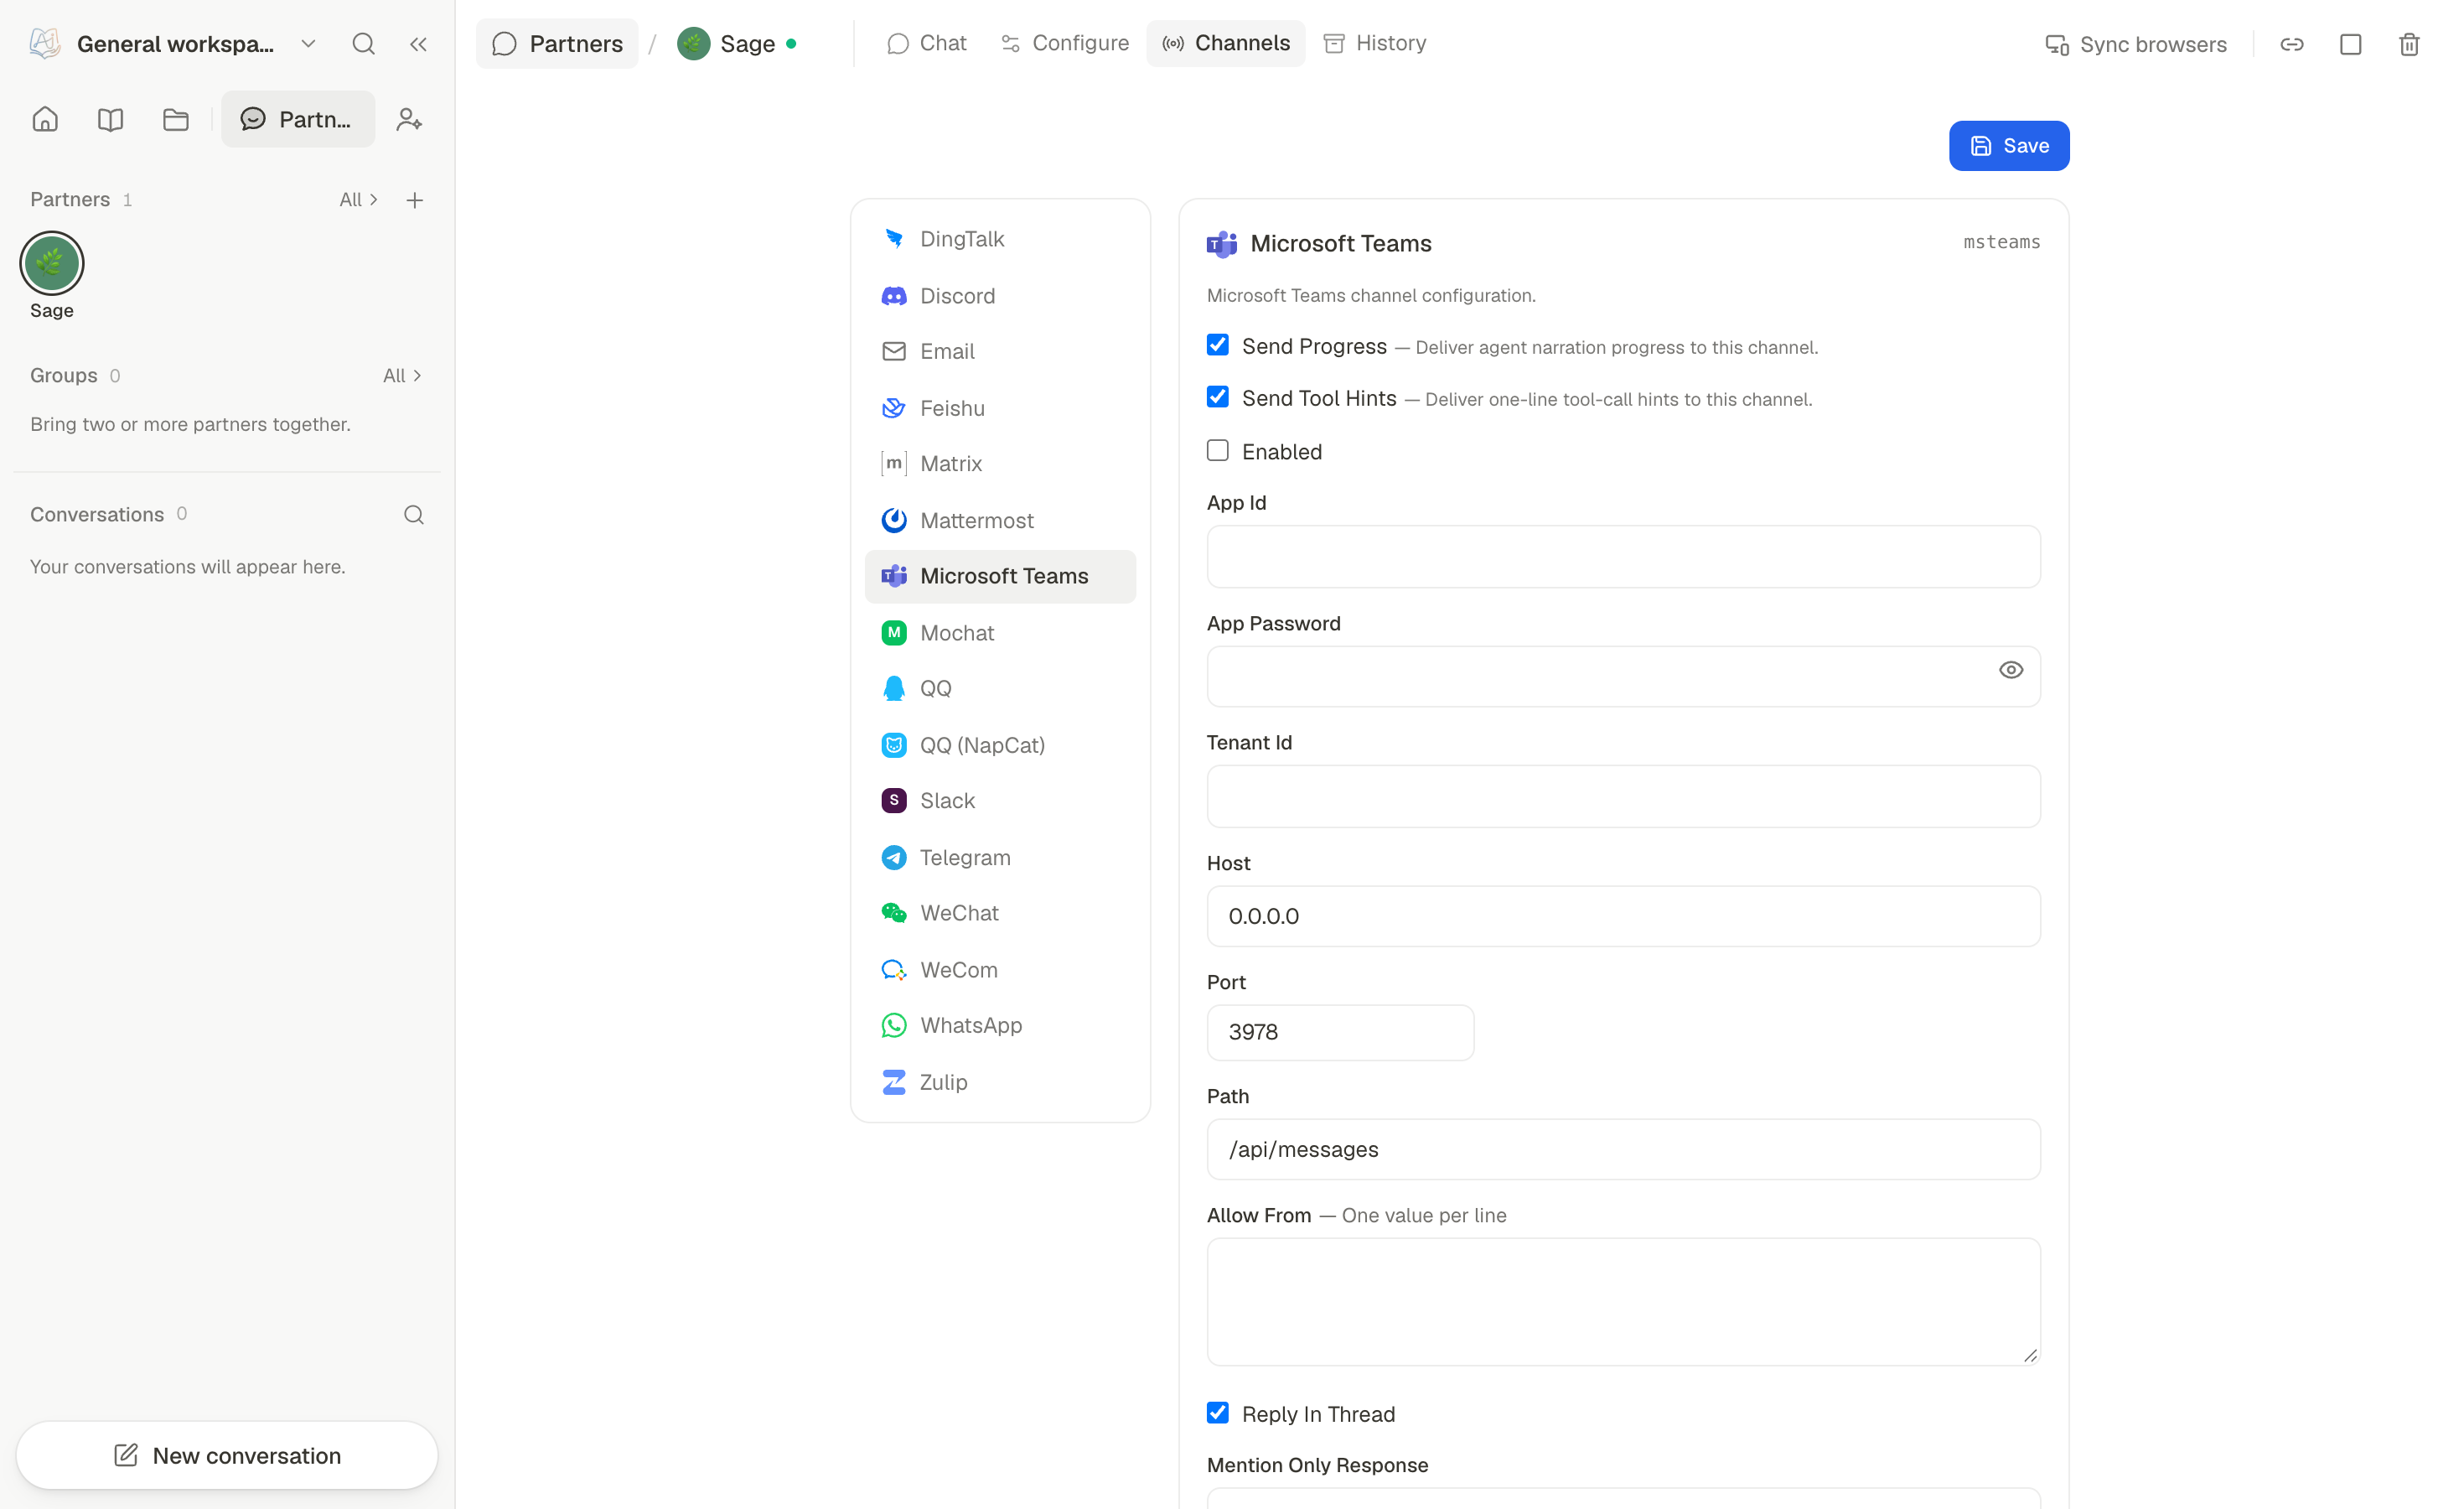 General workspa...
Partn...
Partners 1
All
Sage
Groups 0
All
Bring two or more partners together.
Conversations 0
Your conversations will appear here.
New conversation
Partners / Sage
Chat
Configure
Channels
History
Sync browsers
Save
DingTalk
Discord
Email
Feishu
[m] Matrix
Mattermost
T Microsoft Teams
M Mochat
QQ
QQ (NapCat)
S Slack
Telegram
WeChat
WeCom
WhatsApp
Zulip
T Microsoft Teams
msteams
Microsoft Teams channel configuration.
Send Progress — Deliver agent narration progress to this channel.
Send Tool Hints — Deliver one-line tool-call hints to this channel.
Enabled
App Id
App Password
Tenant Id
Host
0.0.0.0
Port
3978
Path
/api/messages
Allow From — One value per line
Reply In Thread
Mention Only Response